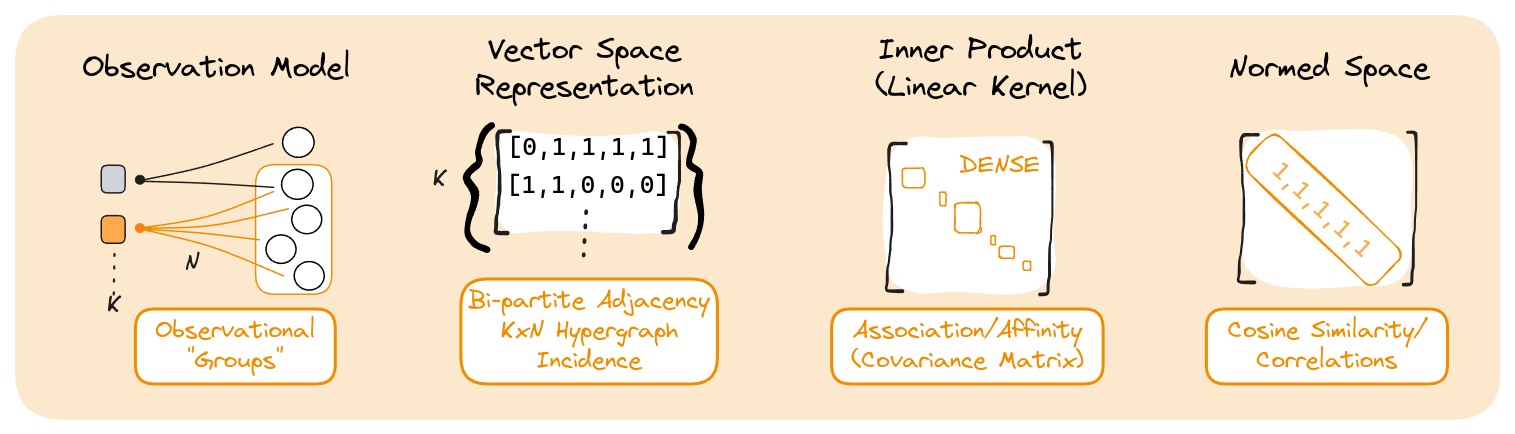 Observation Model
N
K
Observational
"Groups"
Vector Space
Representation
K
[0,1,1,1,1]
[1,1,0,0,0]
Bi-partite Adjacency
KxN Hypergraph
Incidence
Inner Product
(Linear Kernel)
DENSE
Association/Affinity
(Covariance Matrix)
Normed Space
1,1,1,1,1
Cosine Similarity/
Correlations